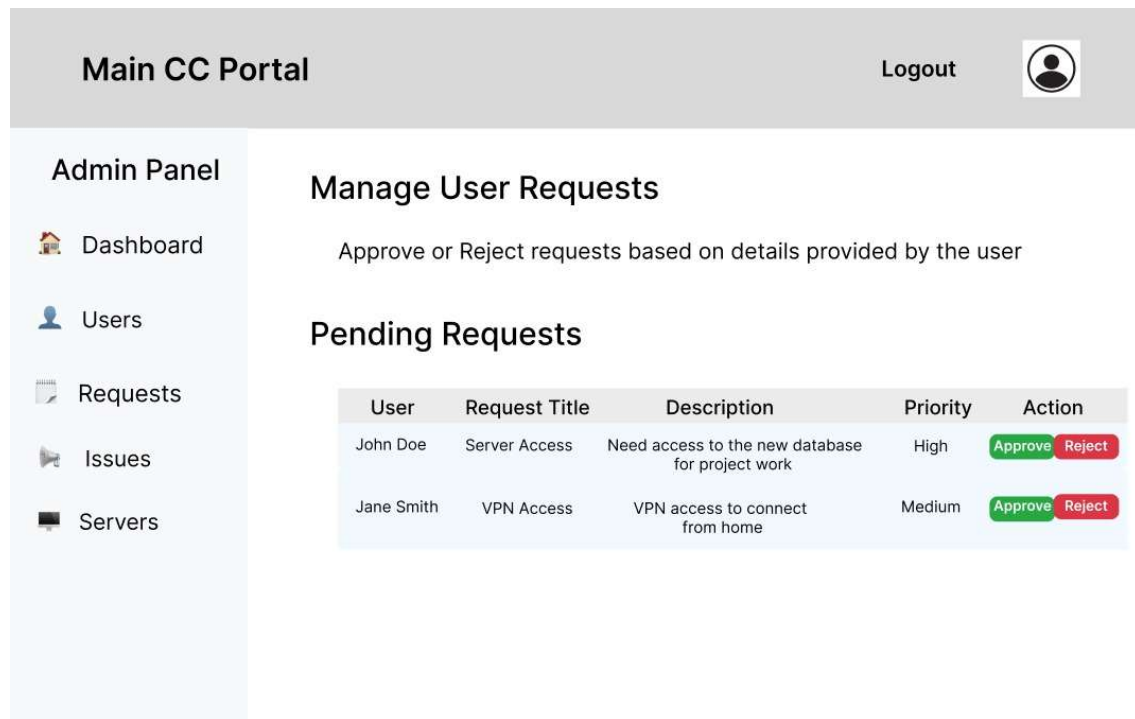 Main CC Portal
Logout
Admin Panel
Dashboard
Users
Requests
Issues
Servers
Manage User Requests
Approve or Reject requests based on details provided by the user
Pending Requests
User Request Title Description Priority Action
John Doe Server Access Need access to the new database for project work High Approve Reject
Jane Smith VPN Access VPN access to connect from home Medium Approve Reject